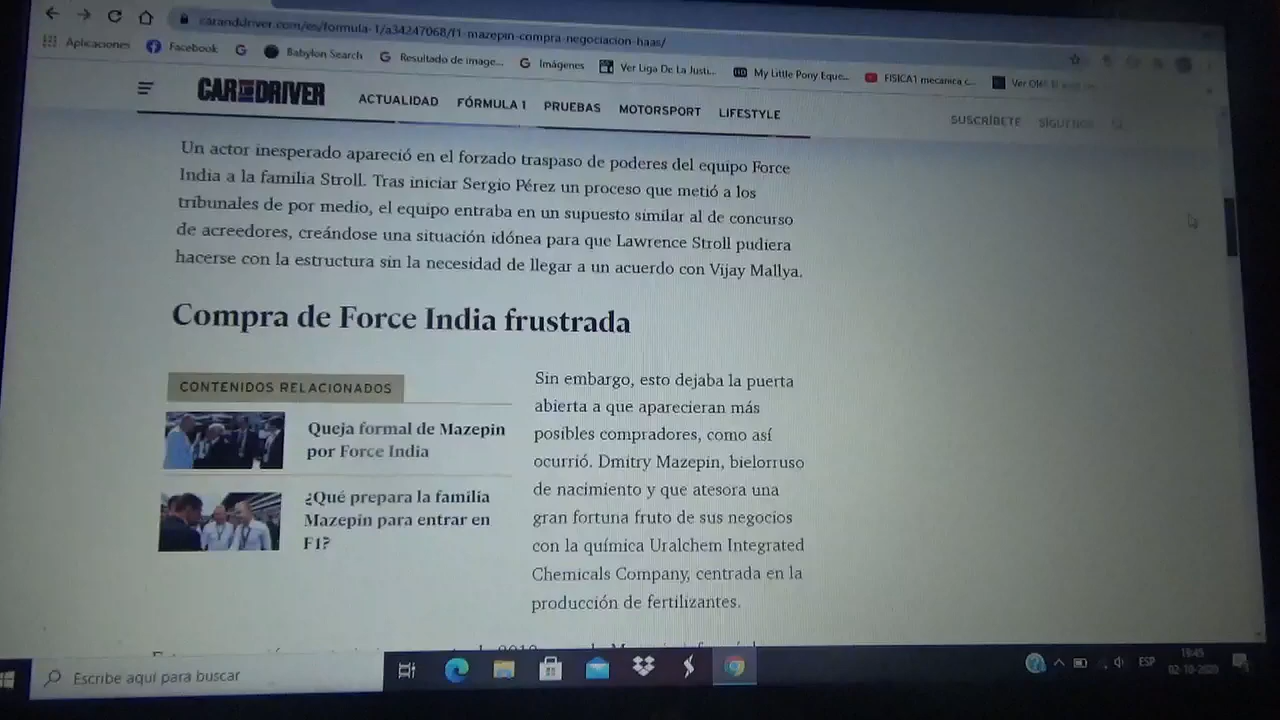 caranddriver.com/es/formula-1/a34247068/f1-mazepin-compra-negociacion-haas/
Aplicaciones Facebook Babylon Search Resultado de image... Imágenes Ver Liga De La Justi... My Little Pony Eque... FISICA1 mecanica c...
CAR AND DRIVER ACTUALIDAD FÓRMULA 1 PRUEBAS MOTORSPORT LIFESTYLE SUSCRÍBETE SÍGUENOS
Un actor inesperado apareció en el forzado traspaso de poderes del equipo Force
India a la familia Stroll. Tras iniciar Sergio Pérez un proceso que metió a los
tribunales de por medio, el equipo entraba en un supuesto similar al de concurso
de acreedores, creándose una situación idónea para que Lawrence Stroll pudiera
hacerse con la estructura sin la necesidad de llegar a un acuerdo con Vijay Mallya.
Compra de Force India frustrada
CONTENIDOS RELACIONADOS
Queja formal de Mazepin
por Force India
¿Qué prepara la familia
Mazepin para entrar en
F1?
Sin embargo, esto dejaba la puerta
abierta a que aparecieran más
posibles compradores, como así
ocurrió. Dmitry Mazepin, bielorruso
de nacimiento y que atesora una
gran fortuna fruto de sus negocios
con la química Uralchem Integrated
Chemicals Company, centrada en la
producción de fertilizantes.
Escribe aquí para buscar
ESP
19:45
02-10-2020